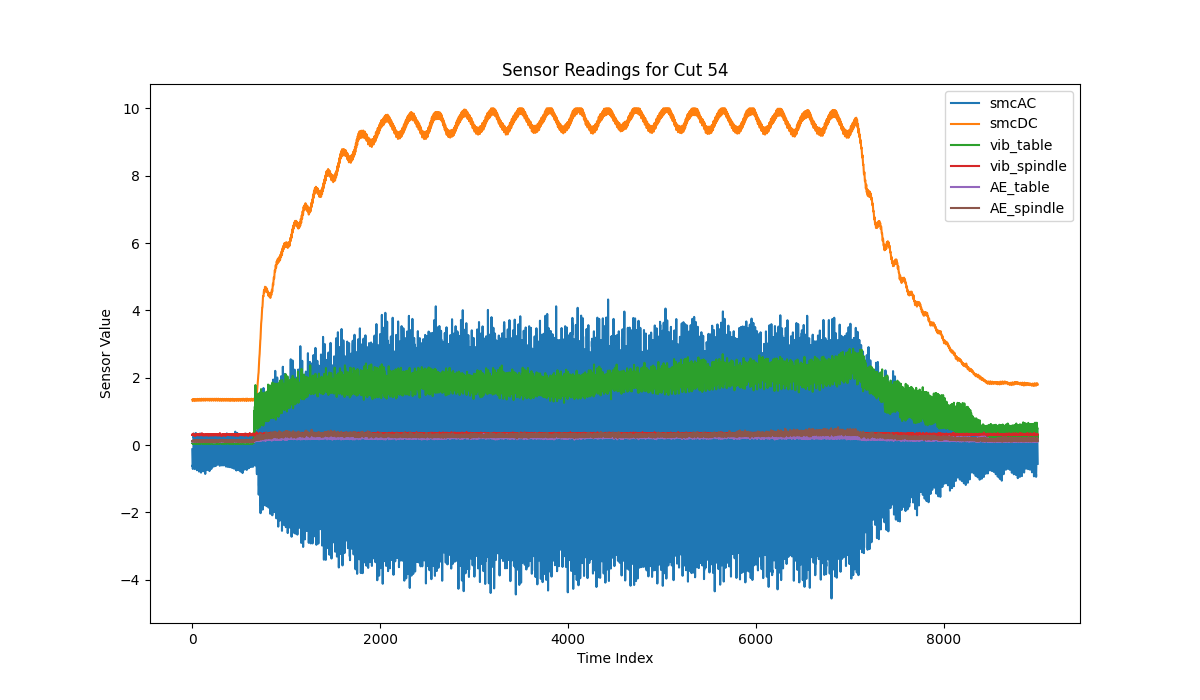 Sensor Readings for Cut 54
smcAC
smcDC
vib_table
vib_spindle
AE_table
AE_spindle
Sensor Value
10
8
6
4
2
0
−2
−4
0 2000 4000 6000 8000
Time Index